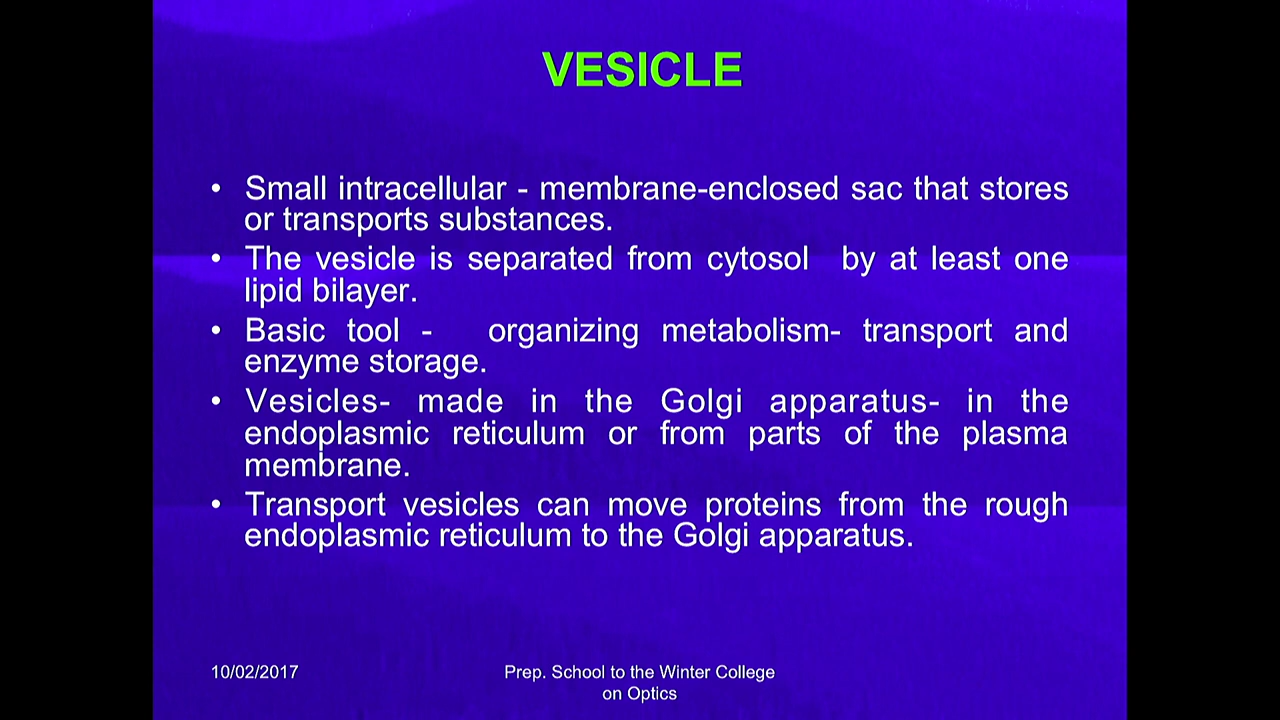 VESICLE
• Small intracellular - membrane-enclosed sac that stores
or transports substances.
• The vesicle is separated from cytosol by at least one
lipid bilayer.
• Basic tool - organizing metabolism- transport and
enzyme storage.
• Vesicles- made in the Golgi apparatus- in the
endoplasmic reticulum or from parts of the plasma
membrane.
• Transport vesicles can move proteins from the rough
endoplasmic reticulum to the Golgi apparatus.
10/02/2017
Prep. School to the Winter College
on Optics